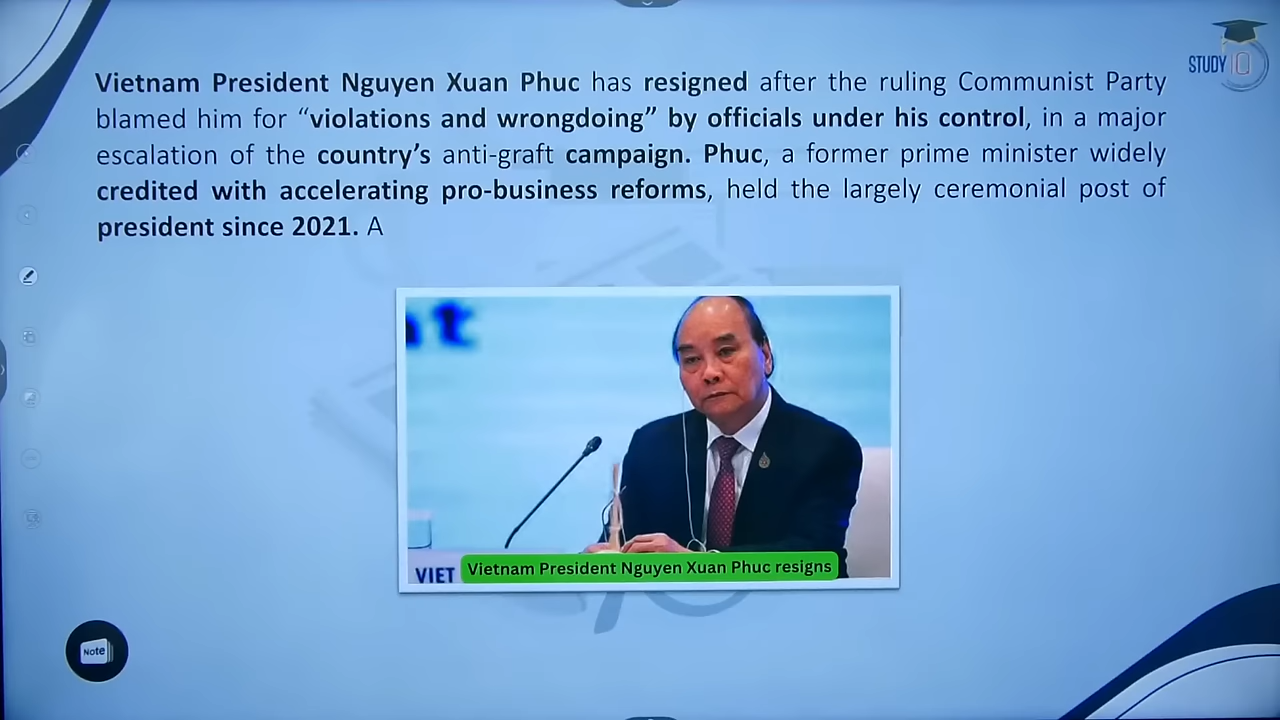 STUDY IQ
Vietnam President Nguyen Xuan Phuc has resigned after the ruling Communist Party
blamed him for “violations and wrongdoing” by officials under his control, in a major
escalation of the country’s anti-graft campaign. Phuc, a former prime minister widely
credited with accelerating pro-business reforms, held the largely ceremonial post of
president since 2021. A
at
VIET
Vietnam President Nguyen Xuan Phuc resigns
Note